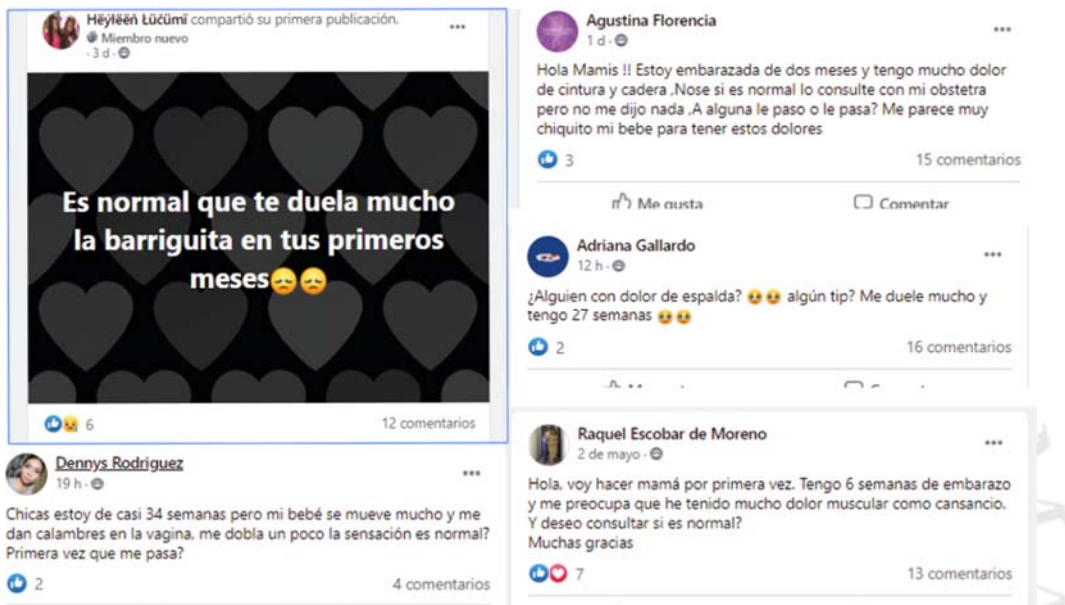 Heyleen Lucumi compartió su primera publicación.
Miembro nuevo
· 3 d ·
Es normal que te duela mucho
la barriguita en tus primeros
meses😞😞
6
12 comentarios
Dennys Rodriguez
19 h ·
Chicas estoy de casi 34 semanas pero mi bebé se mueve mucho y me
dan calambres en la vagina, me dobla un poco la sensación es normal?
Primera vez que me pasa?
2
4 comentarios
Agustina Florencia
1 d ·
Hola Mamis !! Estoy embarazada de dos meses y tengo mucho dolor
de cintura y cadera ,Nose si es normal lo consulte con mi obstetra
pero no me dijo nada ,A alguna le paso o le pasa? Me parece muy
chiquito mi bebe para tener estos dolores
3
15 comentarios
Me gusta
Comentar
Adriana Gallardo
12 h ·
¿Alguien con dolor de espalda? 🥺🥺 algún tip? Me duele mucho y
tengo 27 semanas 🥺🥺
2
16 comentarios
Raquel Escobar de Moreno
2 de mayo ·
Hola, voy hacer mamá por primera vez. Tengo 6 semanas de embarazo
y me preocupa que he tenido mucho dolor muscular como cansancio.
Y deseo consultar si es normal?
Muchas gracias
7
13 comentarios